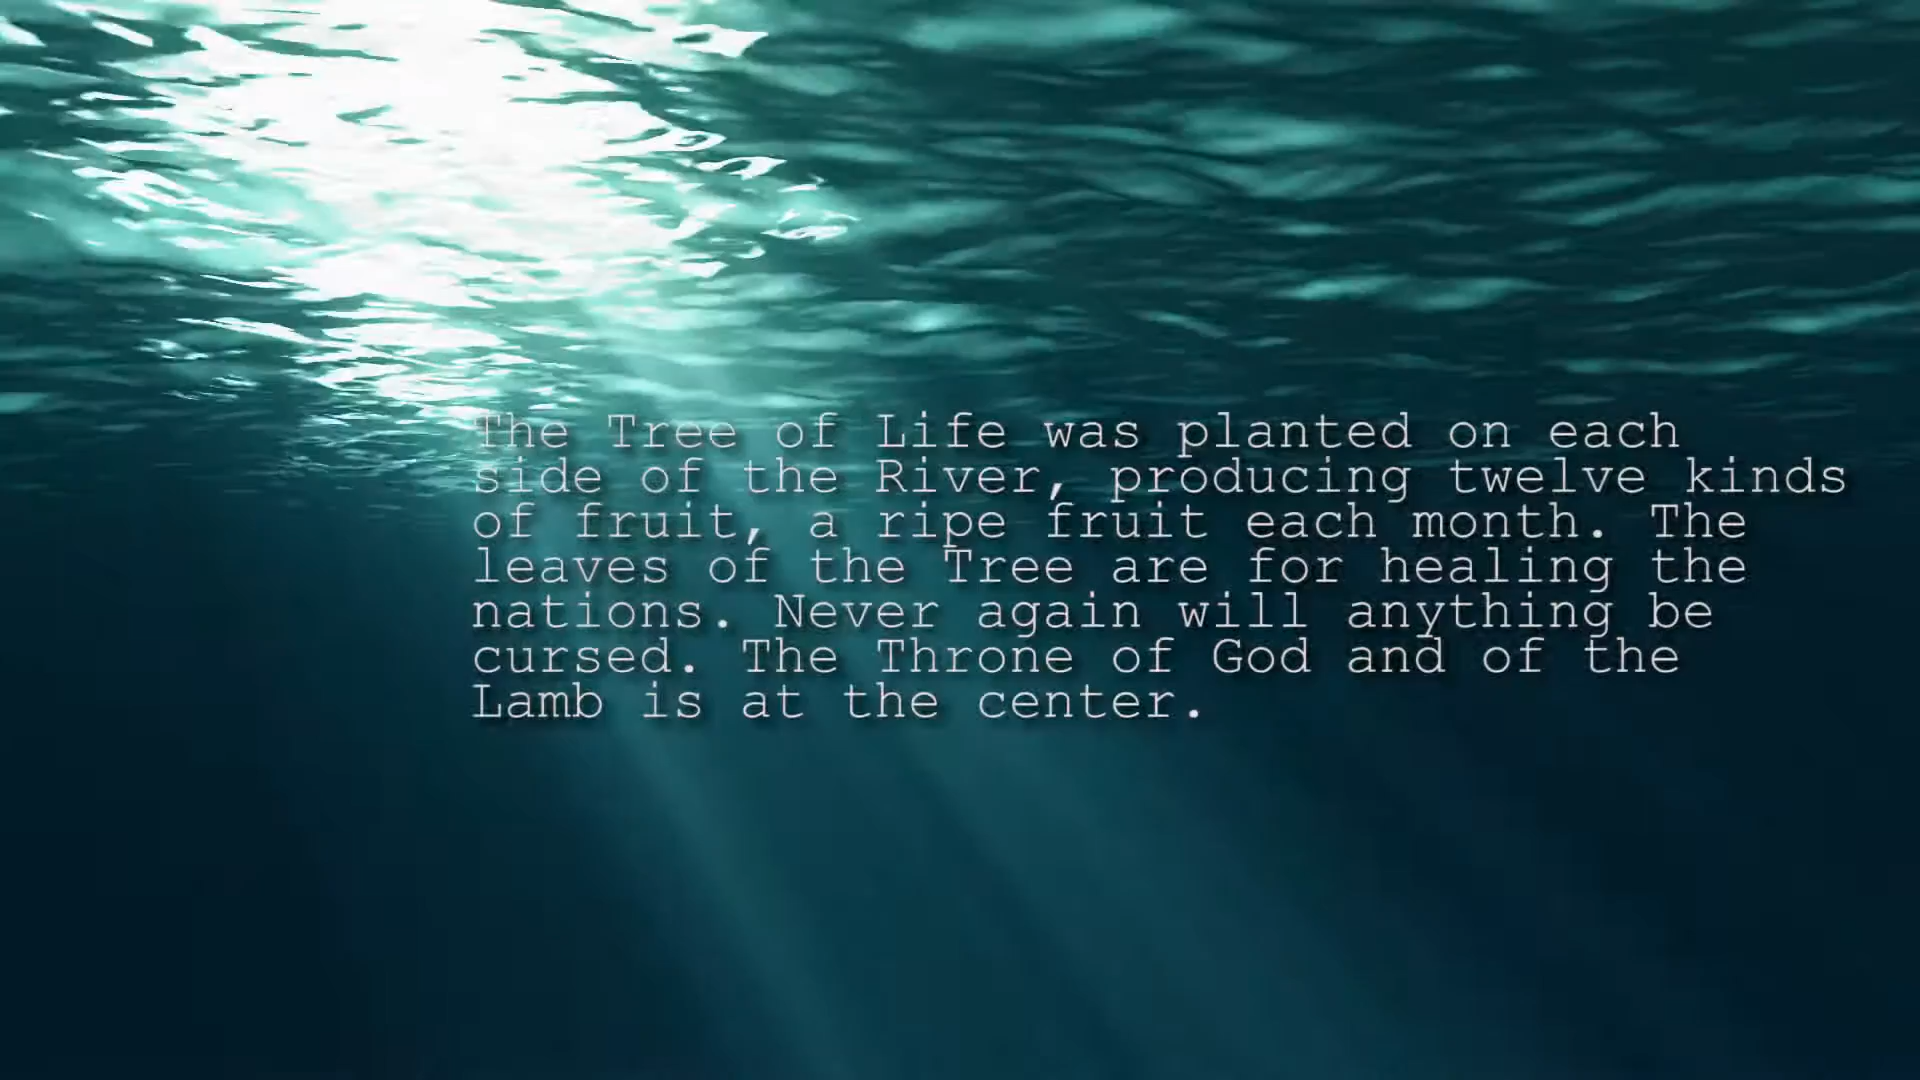 The Tree of Life was planted on each
side of the River, producing twelve kinds
of fruit, a ripe fruit each month. The
leaves of the Tree are for healing the
nations. Never again will anything be
cursed. The Throne of God and of the
Lamb is at the center.